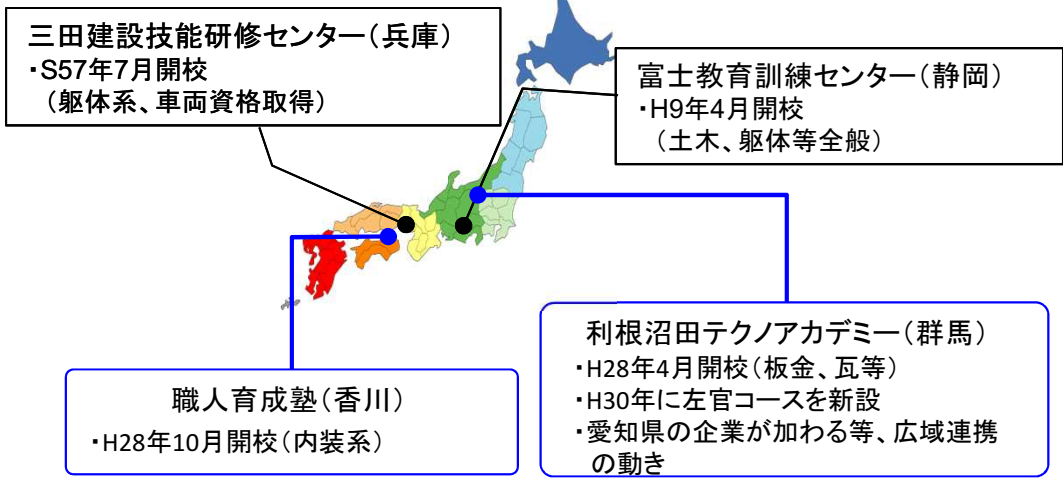 三田建設技能研修センター（兵庫）
・S57年7月開校
（躯体系、車両資格取得）
富士教育訓練センター（静岡）
・H9年4月開校
（土木、躯体等全般）
職人育成塾（香川）
・H28年10月開校（内装系）
利根沼田テクノアカデミー（群馬）
・H28年4月開校（板金、瓦等）
・H30年に左官コースを新設
・愛知県の企業が加わる等、広域連携
の動き